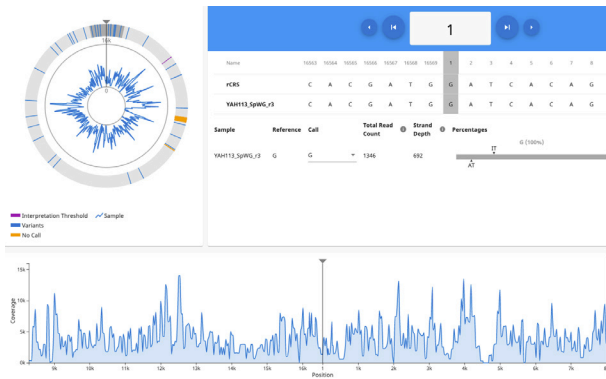 16k
0
Interpretation Threshold
Sample
Variants
No Call
1
Name 16563 16564 16565 16566 16567 16568 16569 1 2 3 4 5 6 7 8
rCRS C A C G A T G G A T C A C A G
YAH113_SpWG_r3 C A C G A T G G A T C A C A G
Sample Reference Call Total Read Count Strand Depth Percentages
G (100%)
YAH113_SpWG_r3 G G 1346 692
IT
AT
15k
10k
5k
0k
Coverage
9k 10k 11k 12k 13k 14k 15k 16k 1 1k 2k 3k 4k 5k 6k 7k
Position